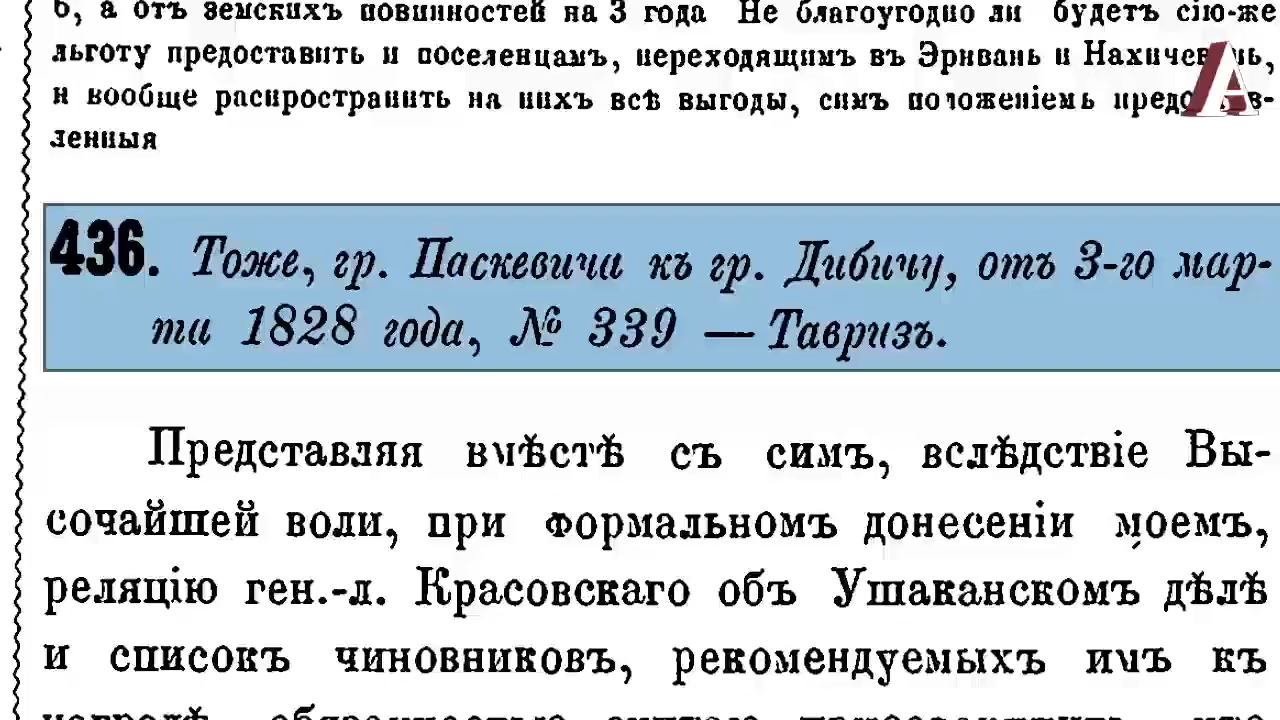 6, а отъ земскихъ повинностей на 3 года Не благоугодно ли будетъ сію-же
льготу предоставить и поселенцамъ, переходящимъ въ Эривань и Нахичевань,
и вообще распространить на нихъ всѣ выгоды, симъ положеніемъ предостав-
ленныя
436. Тоже, гр. Паскевича къ гр. Дибичу, отъ 3-го мар-
та 1828 года, № 339 — Тавризъ.
Представляя вмѣстѣ съ симъ, вслѣдствіе Вы-
сочайшей воли, при формальномъ донесеніи моемъ,
реляцію ген.-л. Красовскаго объ Ушаканскомъ дѣлѣ
и списокъ чиновниковъ, рекомендуемыхъ имъ къ